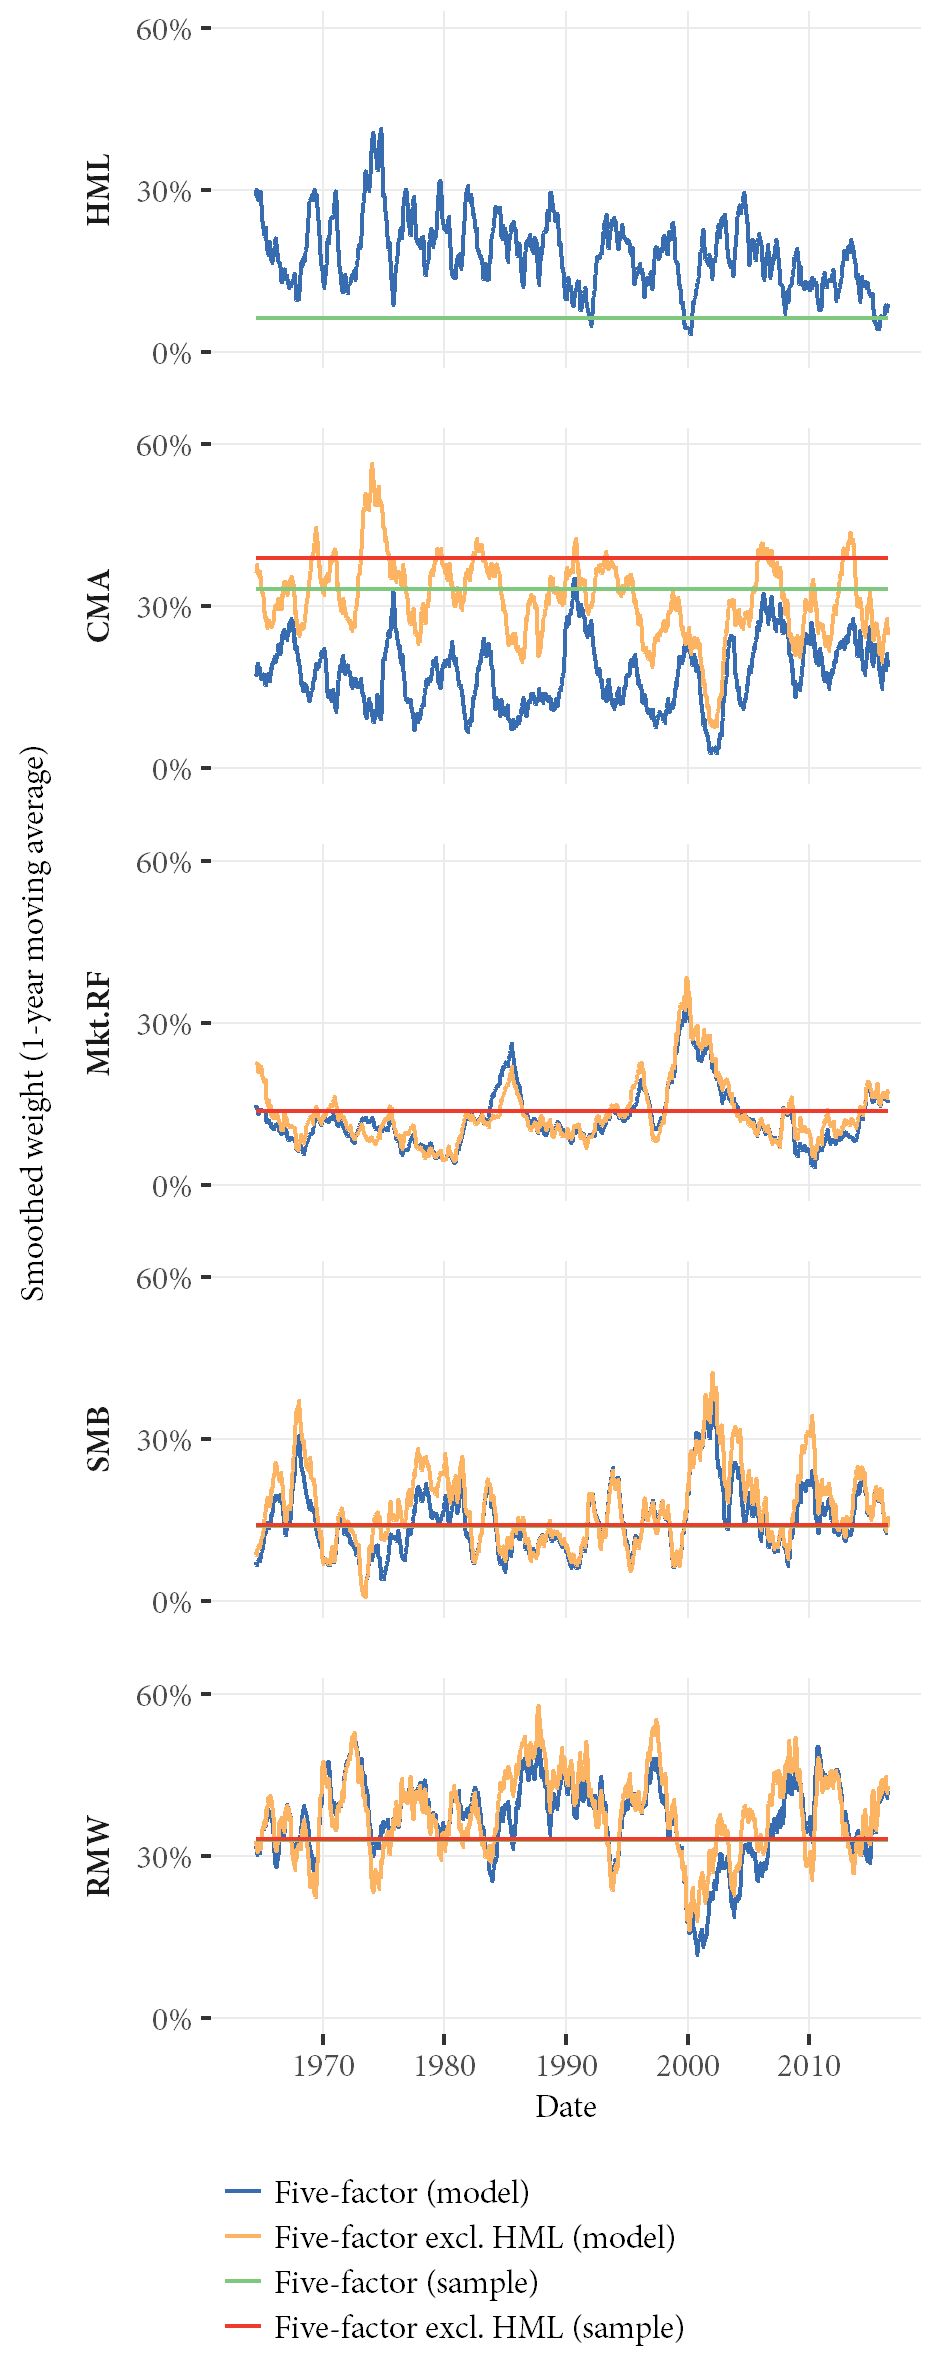 Smoothed weight (1-year moving average)
HML
60%
30%
0%
CMA
60%
30%
0%
Mkt.RF
60%
30%
0%
SMB
60%
30%
0%
RMW
60%
30%
0%
1970 1980 1990 2000 2010
Date
Five-factor (model)
Five-factor excl. HML (model)
Five-factor (sample)
Five-factor excl. HML (sample)